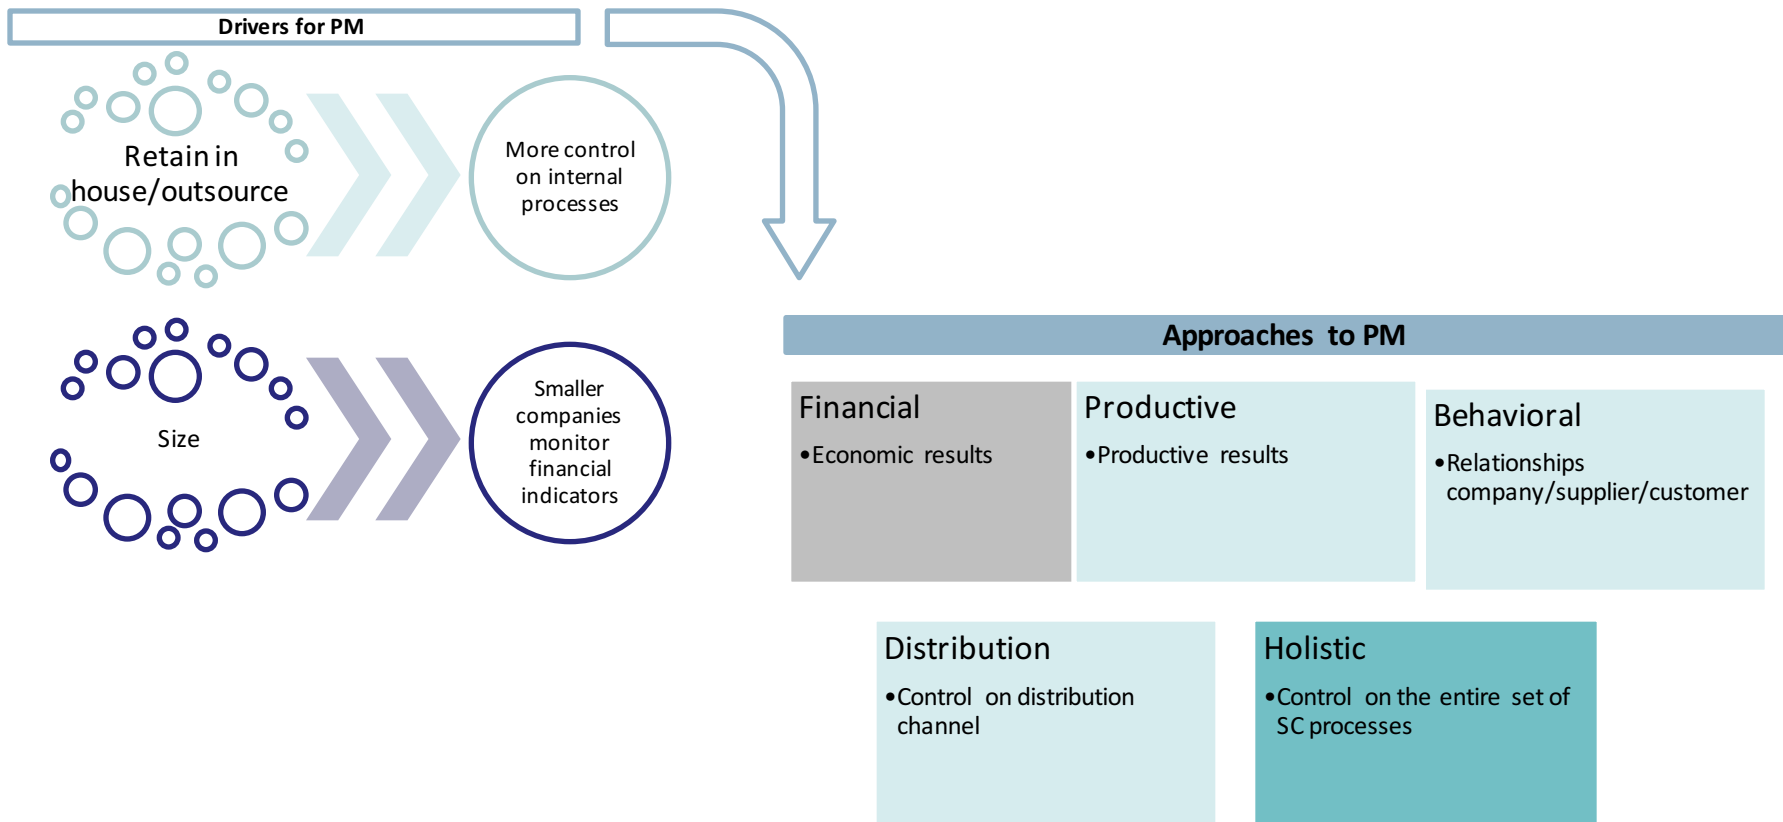 Drivers for PM
Retain in
house/outsource
More control
on internal
processes
Size
Smaller
companies
monitor
financial
indicators
Approaches to PM
Financial
•Economic results
Productive
•Productive results
Behavioral
•Relationships
company/supplier/customer
Distribution
•Control on distribution
channel
Holistic
•Control on the entire set of
SC processes